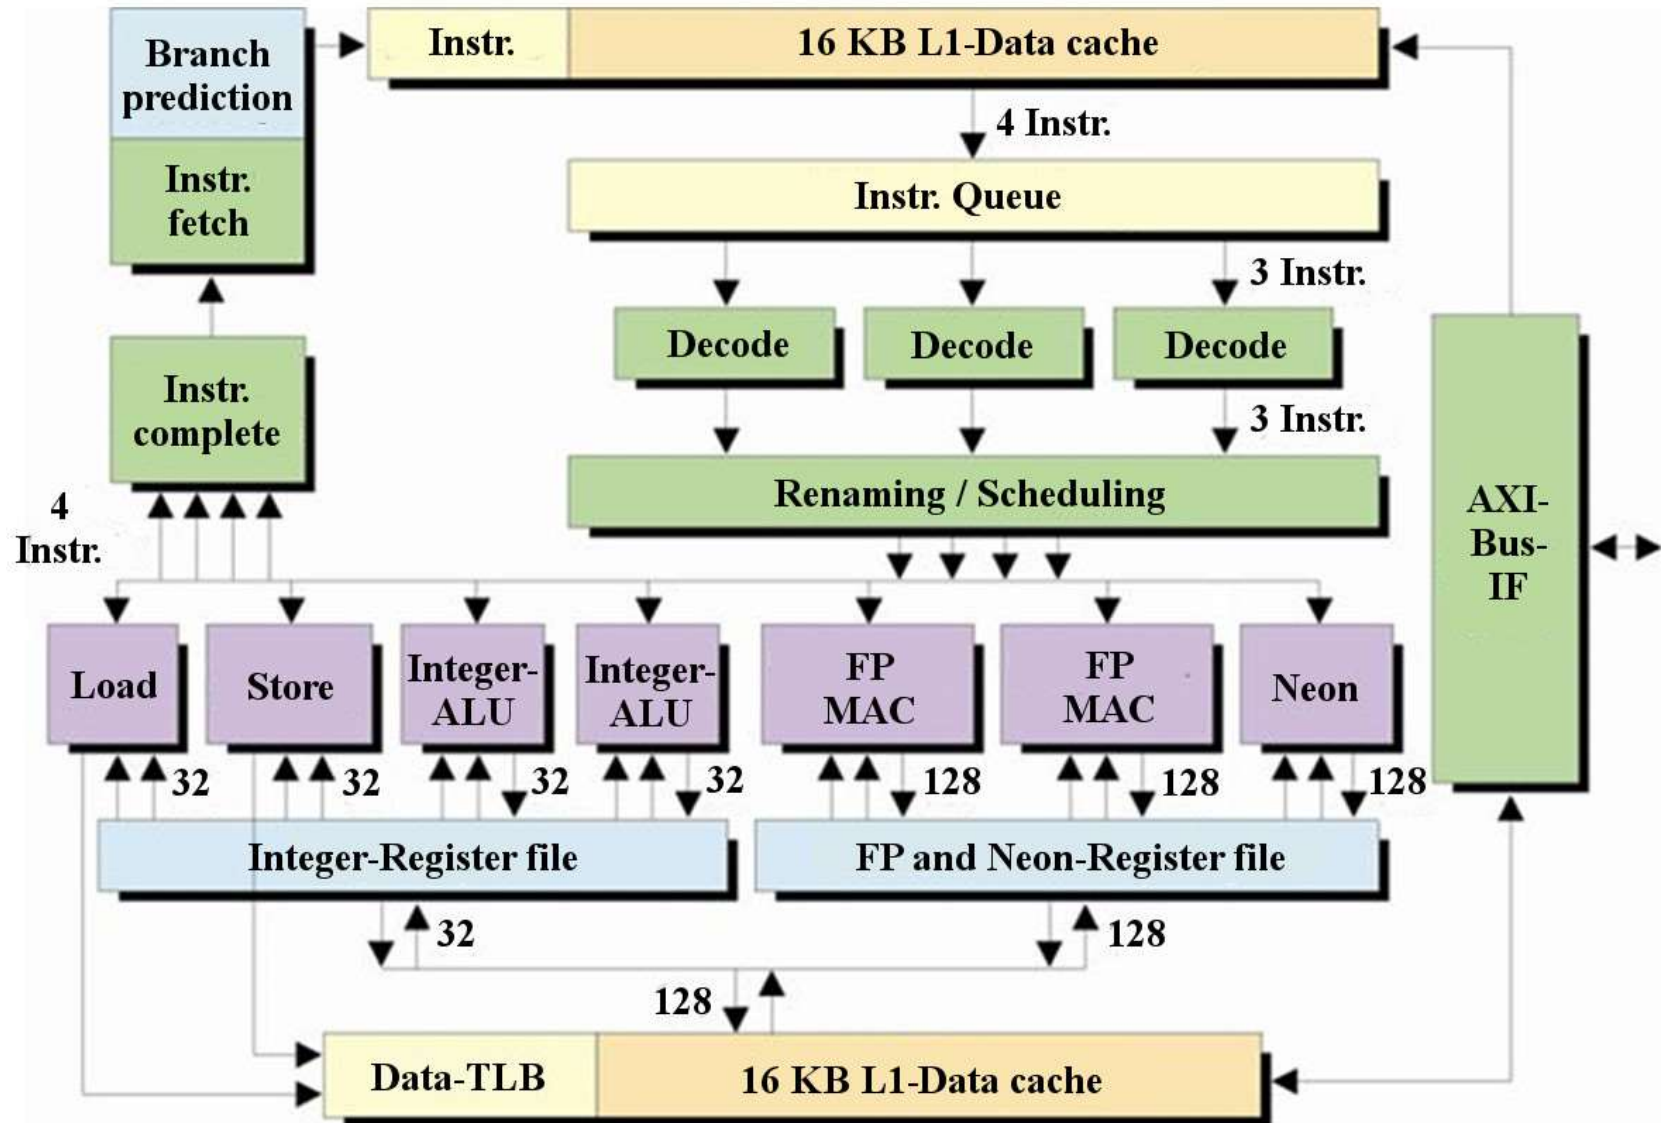 Branch
prediction
Instr.
fetch
Instr.
16 KB L1-Data cache
4 Instr.
Instr. Queue
3 Instr.
Decode
Decode
Decode
3 Instr.
Instr.
complete
Renaming / Scheduling
4
Instr.
AXI-
Bus-
IF
Load
Store
Integer-
ALU
Integer-
ALU
FP
MAC
FP
MAC
Neon
32
32
32
32
128
128
128
Integer-Register file
FP and Neon-Register file
32
128
128
Data-TLB
16 KB L1-Data cache